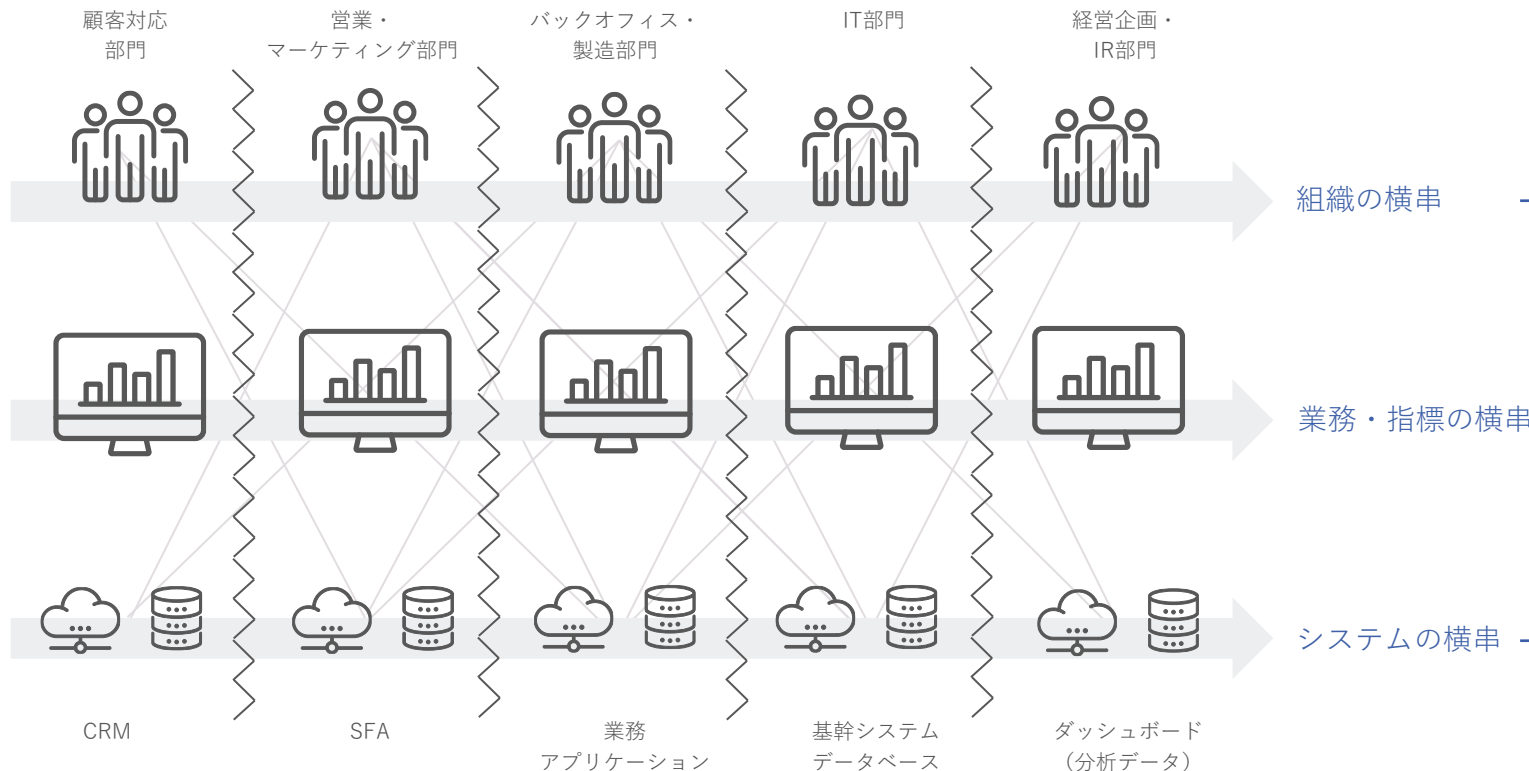 顧客対応
部門
営業・
マーケティング部門
バックオフィス・
製造部門
IT部門
経営企画・
IR部門
組織の横串
業務・指標の横串
システムの横串
CRM
SFA
業務
アプリケーション
基幹システム
データベース
ダッシュボード
（分析データ）